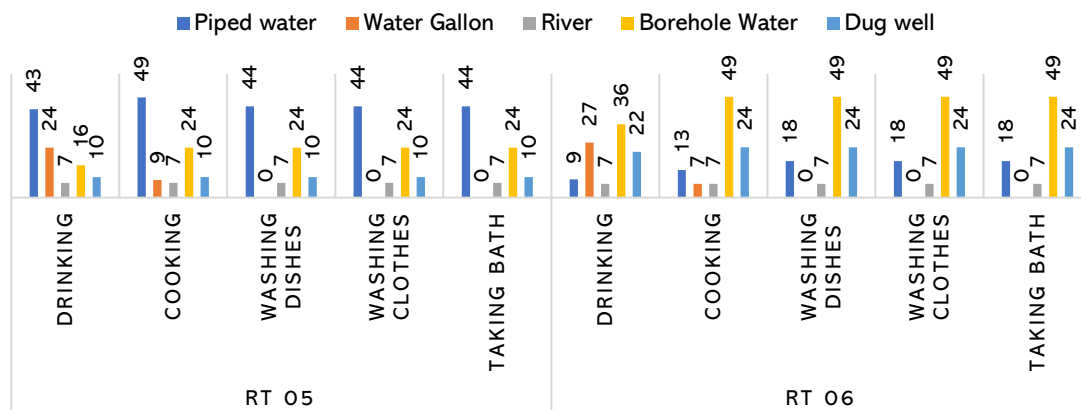 Piped water Water Gallon River Borehole Water Dug well
43 24 7 16 10 49 9 7 24 10 44 0 7 24 10 44 0 7 24 10 44 0 7 24 10 9 27 7 36 22 13 7 7 49 24 18 0 7 49 24 18 0 7 49 24 18 0 7 49 24
DRINKING
COOKING
WASHING
DISHES
WASHING
CLOTHES
TAKING BATH
DRINKING
COOKING
WASHING
DISHES
WASHING
CLOTHES
TAKING BATH
RT 05 RT 06